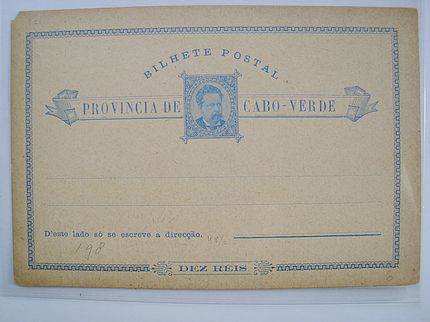 BILHETE POSTAL
PROVINCIA DE CABO-VERDE
D'este lado só se escreve a direcção.
198
DEZ RÉIS